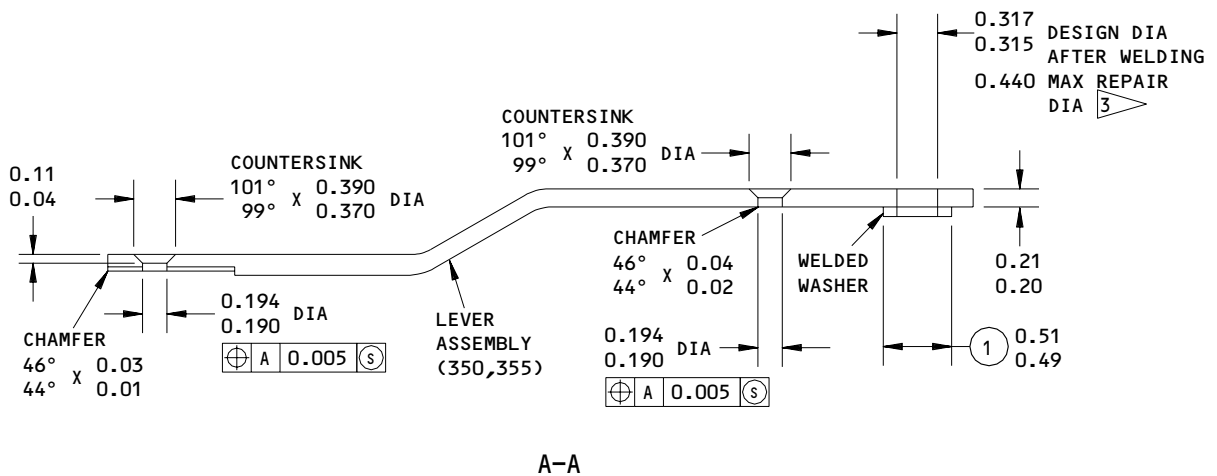 0.317
0.315
DESIGN DIA
AFTER WELDING
0.440 MAX REPAIR
DIA 3
COUNTERSINK
101° X 0.390 DIA
99° 0.370
COUNTERSINK
101° X 0.390 DIA
99° 0.370
0.11
0.04
CHAMFER
46° X 0.04
44° 0.02
WELDED
WASHER
0.21
0.20
0.194 DIA
0.190
⌖ A 0.005 Ⓢ
LEVER
ASSEMBLY
(350,355)
CHAMFER
46° X 0.03
44° 0.01
0.194 DIA
0.190
⌖ A 0.005 Ⓢ
1 0.51
0.49
A-A